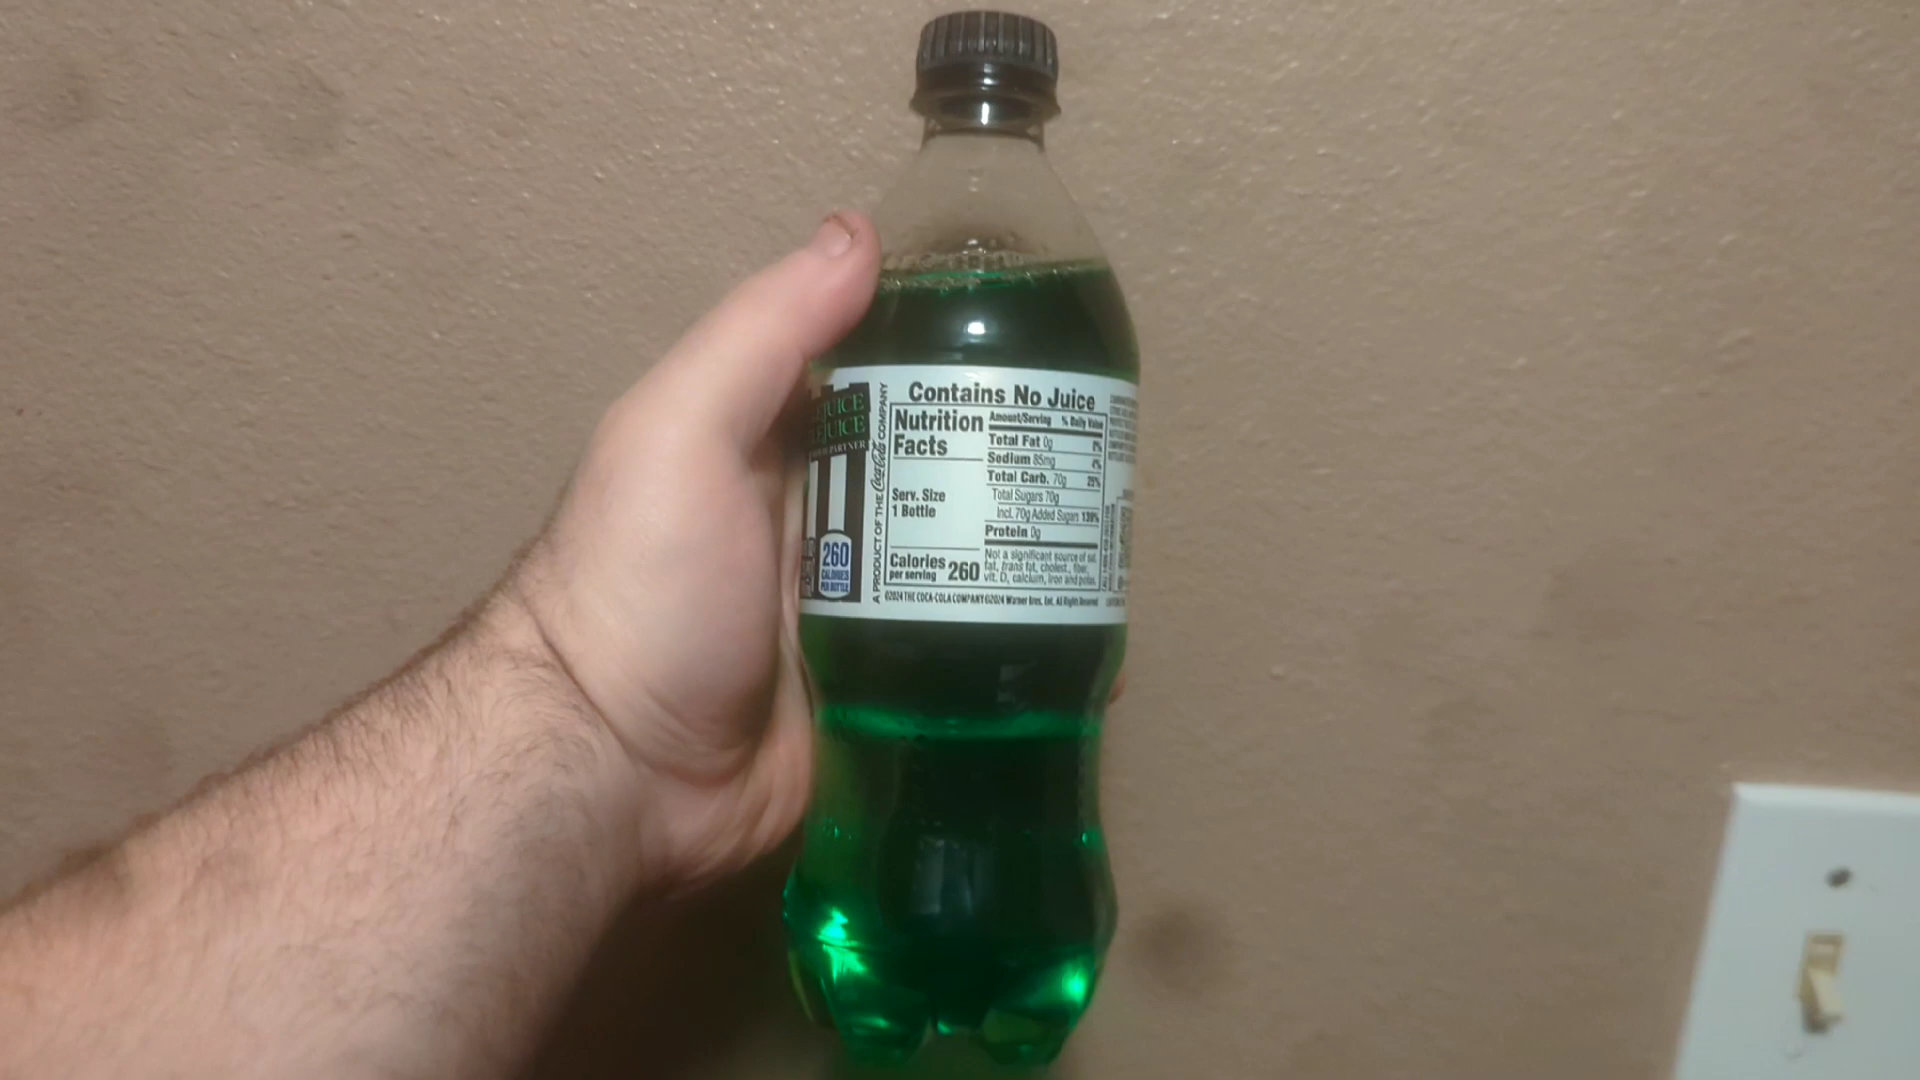 JUICE
JUICE
PARTNER
260
CALORIES
PER BOTTLE
A PRODUCT OF THE Coca-Cola COMPANY
Contains No Juice
Nutrition
Facts
Serv. Size
1 Bottle
Calories
per serving 260
Amount/Serving % Daily Value
Total Fat 0g 0%
Sodium 85mg 4%
Total Carb. 70g 25%
Total Sugars 70g
Incl. 70g Added Sugars 139%
Protein 0g
Not a significant source of sat.
fat, trans fat, cholest., fiber,
vit. D, calcium, iron and potas.
©2024 THE COCA-COLA COMPANY ©2024 Warner Bros. Ent. All Rights Reserved